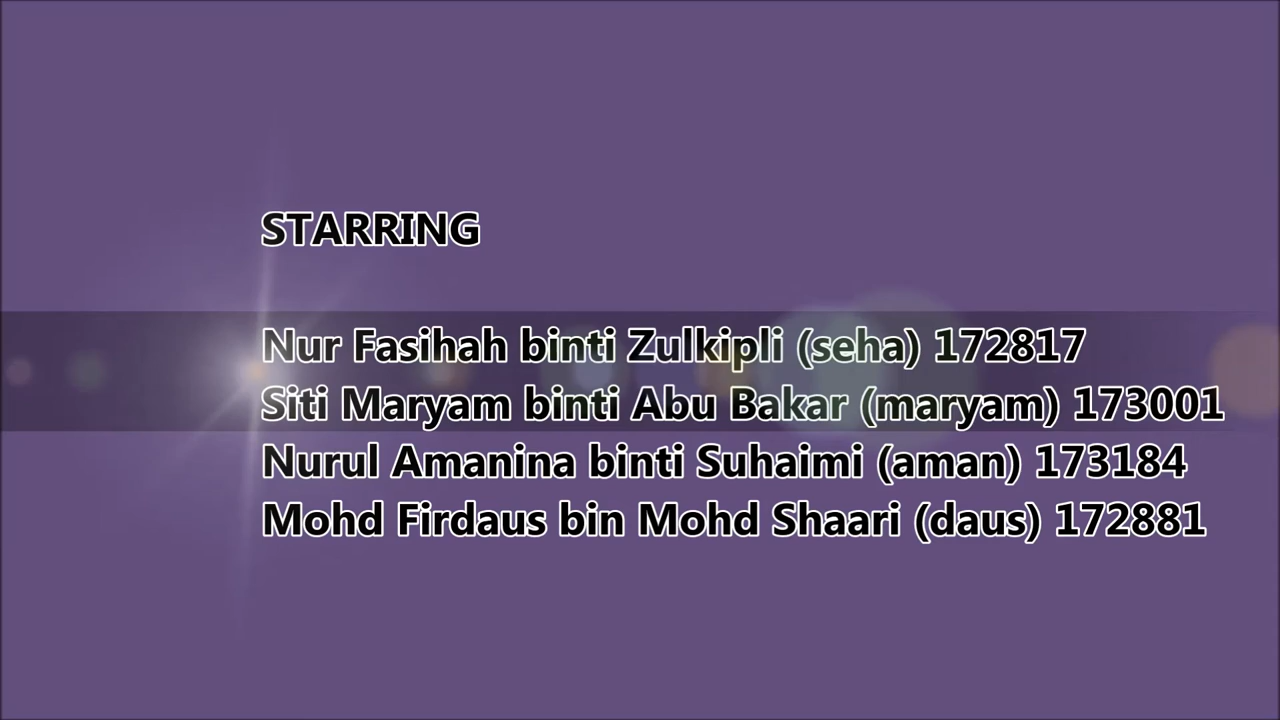 STARRING
Nur Fasihah binti Zulkipli (seha) 172817
Siti Maryam binti Abu Bakar (maryam) 173001
Nurul Amanina binti Suhaimi (aman) 173184
Mohd Firdaus bin Mohd Shaari (daus) 172881